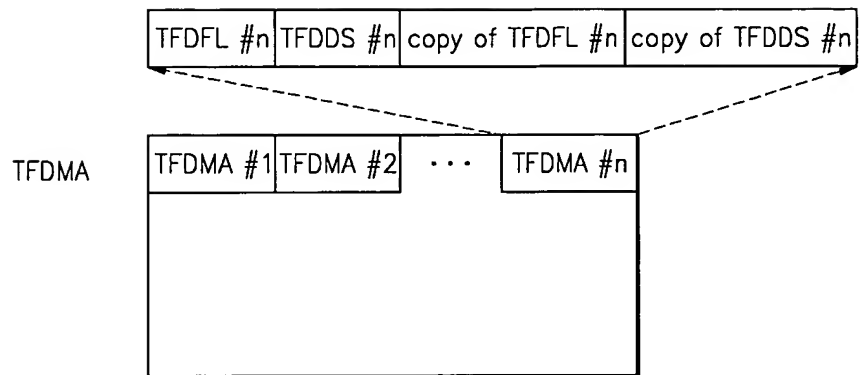 TFDFL #n TFDDS #n copy of TFDFL #n copy of TFDDS #n
TFDMA TFDMA #1 TFDMA #2 ... TFDMA #n